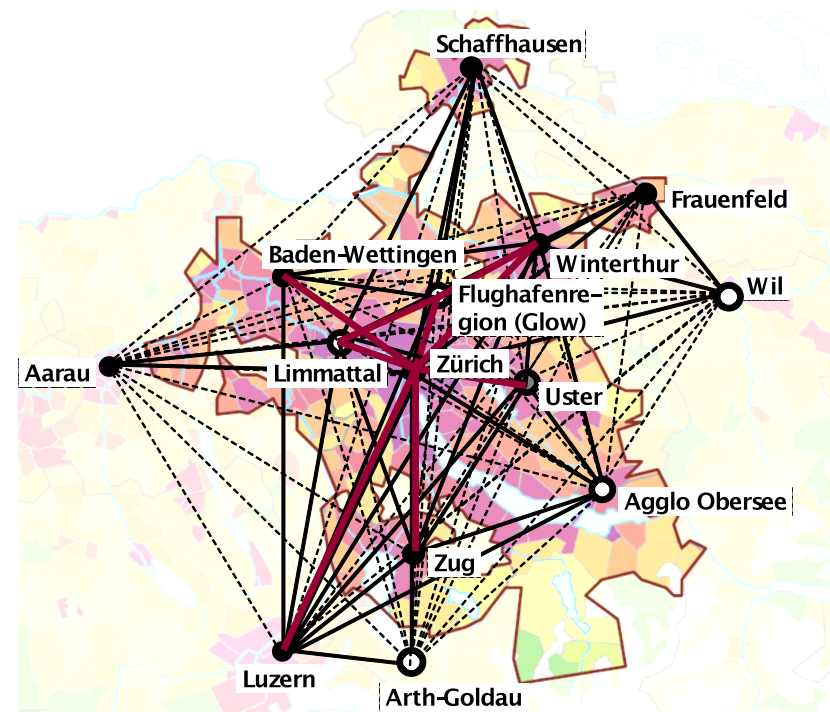 Schaffhausen
Frauenfeld
Baden-Wettingen
Winterthur
Wil
Flughafenre-
gion (Glow)
Aarau
Limmattal
Zürich
Uster
Agglo Obersee
Zug
Luzern
Arth-Goldau